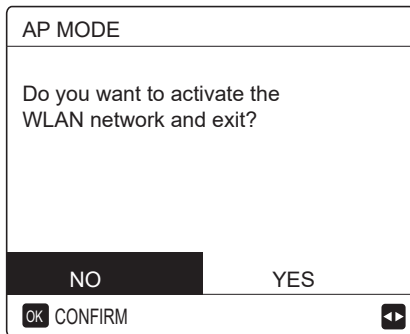 AP MODE
Do you want to activate the
WLAN network and exit?
NO YES
OK CONFIRM